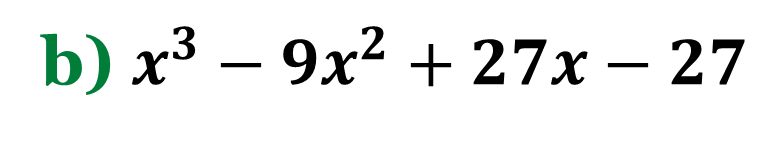 b) x³ − 9x² + 27x − 27